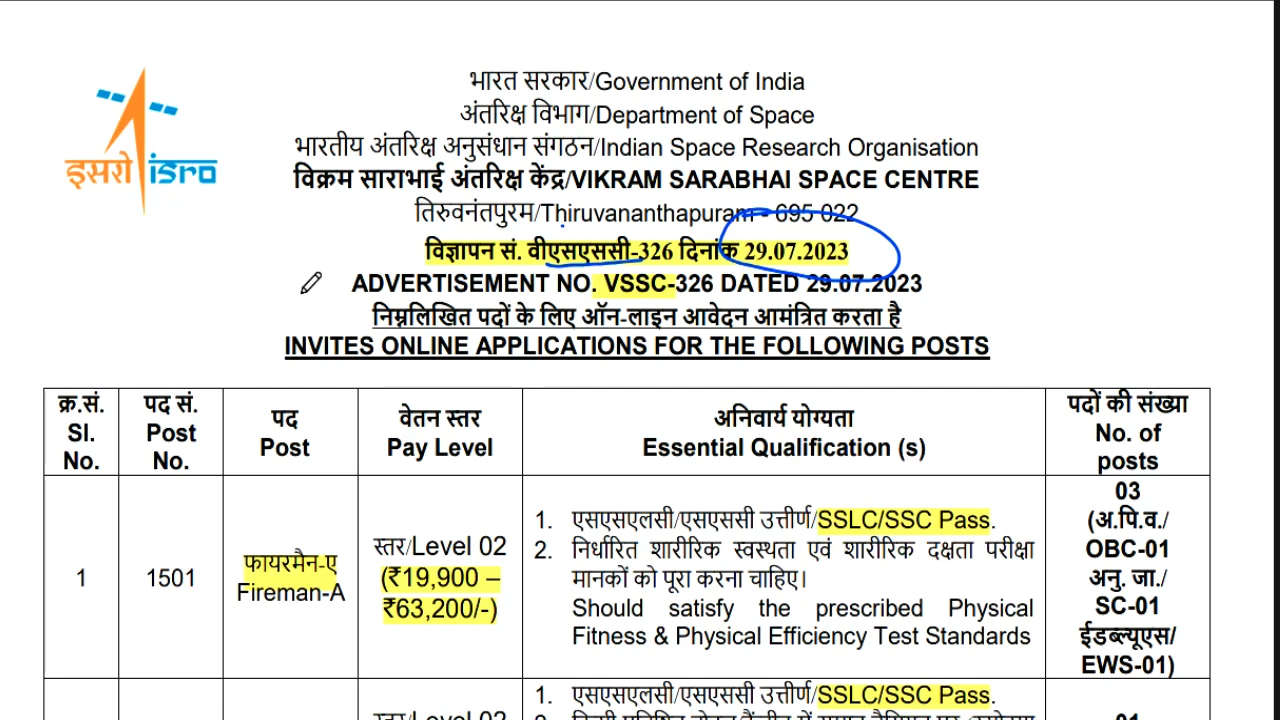 भारत सरकार/Government of India
अंतरिक्ष विभाग/Department of Space
भारतीय अंतरिक्ष अनुसंधान संगठन/Indian Space Research Organisation
इसरो isro
विक्रम साराभाई अंतरिक्ष केंद्र/VIKRAM SARABHAI SPACE CENTRE
तिरुवनंतपुरम/Thiruvananthapuram - 695 022
विज्ञापन सं. वीएसएससी-326 दिनांक 29.07.2023
ADVERTISEMENT NO. VSSC-326 DATED 29.07.2023
निम्नलिखित पदों के लिए ऑन-लाइन आवेदन आमंत्रित करता है
INVITES ONLINE APPLICATIONS FOR THE FOLLOWING POSTS
क्र.सं.
Sl.
No.
पद सं.
Post
No.
पद
Post
वेतन स्तर
Pay Level
अनिवार्य योग्यता
Essential Qualification (s)
पदों की संख्या
No. of
posts
1
1501
फायरमैन-ए
Fireman-A
स्तर/Level 02
(₹19,900 –
₹63,200/-)
1. एसएसएलसी/एसएससी उत्तीर्ण/SSLC/SSC Pass.
2. निर्धारित शारीरिक स्वस्थता एवं शारीरिक दक्षता परीक्षा
मानकों को पूरा करना चाहिए।
Should satisfy the prescribed Physical
Fitness & Physical Efficiency Test Standards
03
(अ.पि.व./
OBC-01
अनु. जा./
SC-01
ईडब्ल्यूएस/
EWS-01)
1. एसएसएलसी/एसएससी उत्तीर्ण/SSLC/SSC Pass.